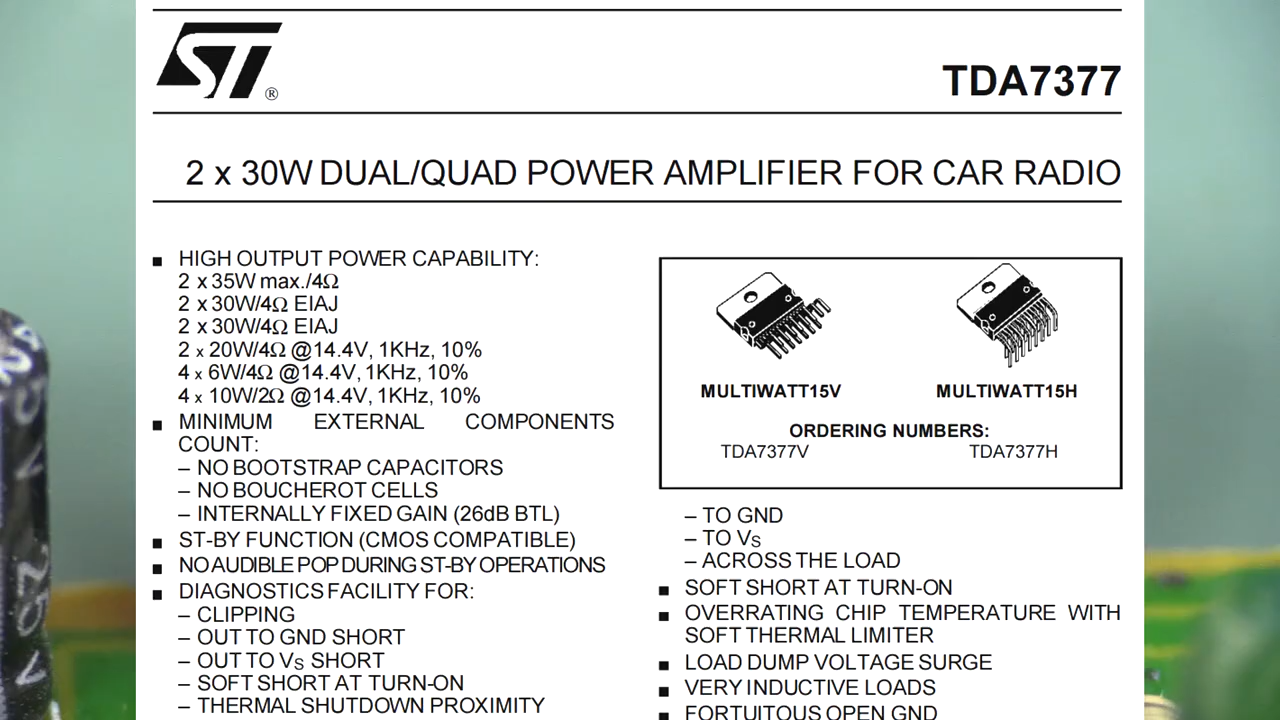 ST®
TDA7377
2 x 30W DUAL/QUAD POWER AMPLIFIER FOR CAR RADIO
■ HIGH OUTPUT POWER CAPABILITY:
2 x 35W max./4Ω
2 x 30W/4Ω EIAJ
2 x 30W/4Ω EIAJ
2 x 20W/4Ω @14.4V, 1KHz, 10%
4 x 6W/4Ω @14.4V, 1KHz, 10%
4 x 10W/2Ω @14.4V, 1KHz, 10%
■ MINIMUM EXTERNAL COMPONENTS
COUNT:
– NO BOOTSTRAP CAPACITORS
– NO BOUCHEROT CELLS
– INTERNALLY FIXED GAIN (26dB BTL)
■ ST-BY FUNCTION (CMOS COMPATIBLE)
■ NO AUDIBLE POP DURING ST-BY OPERATIONS
■ DIAGNOSTICS FACILITY FOR:
– CLIPPING
– OUT TO GND SHORT
– OUT TO VS SHORT
– SOFT SHORT AT TURN-ON
– THERMAL SHUTDOWN PROXIMITY
MULTIWATT15V MULTIWATT15H
ORDERING NUMBERS:
TDA7377V TDA7377H
– TO GND
– TO VS
– ACROSS THE LOAD
■ SOFT SHORT AT TURN-ON
■ OVERRATING CHIP TEMPERATURE WITH
SOFT THERMAL LIMITER
■ LOAD DUMP VOLTAGE SURGE
■ VERY INDUCTIVE LOADS
■ FORTUITOUS OPEN GND
25 V